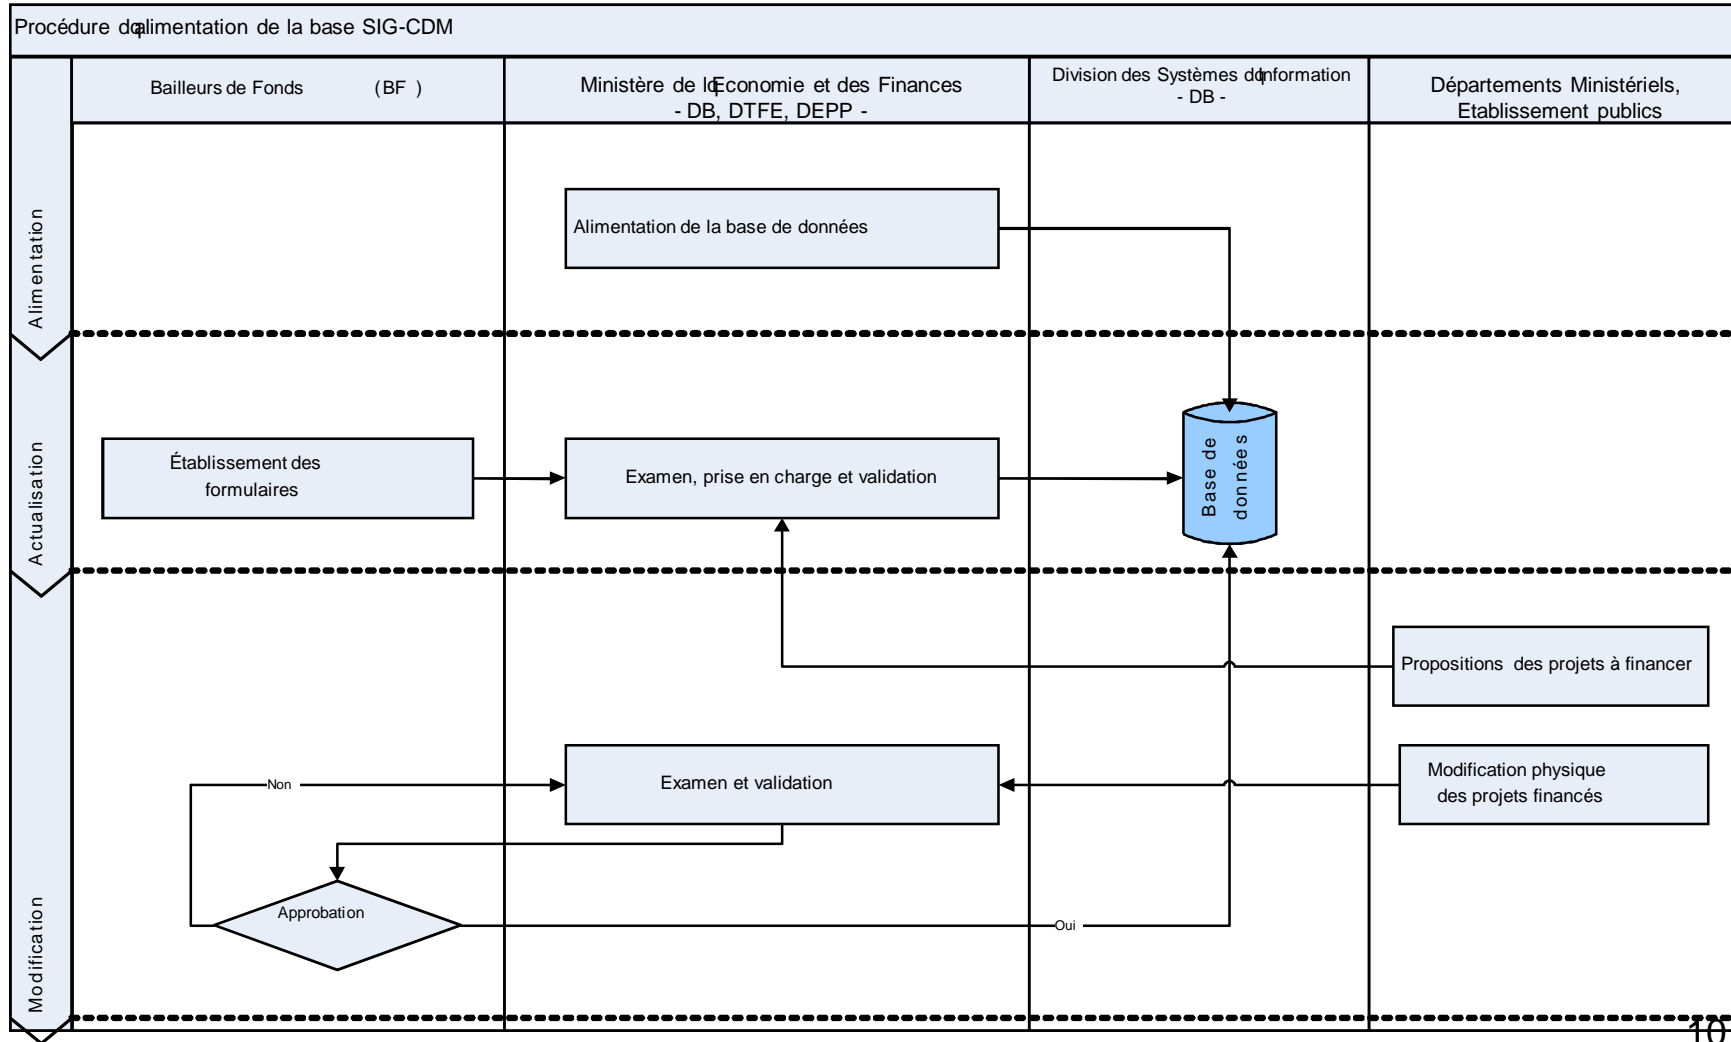 Procédure dqalimentation de la base SIG-CDM
Bailleurs de Fonds (BF )
Ministère de lqEconomie et des Finances
- DB, DTFE, DEPP -
Division des Systèmes dqInformation
- DB -
Départements Ministériels,
Etablissement publics
Alimentation
Alimentation de la base de données
Actualisation
Établissement des
formulaires
Examen, prise en charge et validation
Base de
données
Modification
Propositions des projets à financer
Non
Examen et validation
Modification physique
des projets financés
Approbation
Oui
10